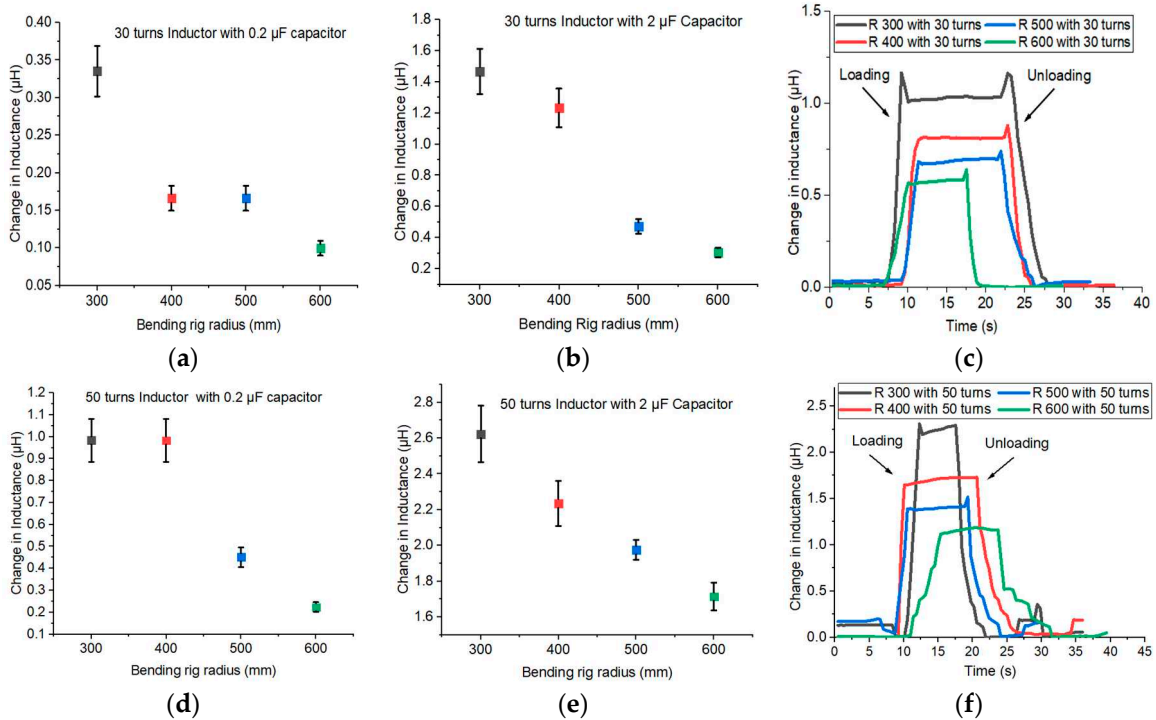 30 turns Inductor with 0.2 µF capacitor
Change in Inductance (µH)
0.40
0.35
0.30
0.25
0.20
0.15
0.10
0.05
300 400 500 600
Bending rig radius (mm)
(a)
30 turns Inductor with 2 µF Capacitor
Change in Inductance (µH)
1.8
1.6
1.4
1.2
1.0
0.8
0.6
0.4
0.2
300 400 500 600
Bending Rig radius (mm)
(b)
R 300 with 30 turns R 500 with 30 turns
R 400 with 30 turns R 600 with 30 turns
Loading
Unloading
Change in inductance (µH)
1.0
0.5
0.0
0 5 10 15 20 25 30 35 40
Time (s)
(c)
50 turns Inductor with 0.2 µF capacitor
Change in Inductance (µH)
1.2
1.1
1.0
0.9
0.8
0.7
0.6
0.5
0.4
0.3
0.2
0.1
300 400 500 600
Bending rig radius (mm)
(d)
50 turns Inductor with 2 µF Capacitor
Change in Inductance (µH)
2.8
2.6
2.4
2.2
2.0
1.8
1.6
300 400 500 600
Bending rig radius (mm)
(e)
R 300 with 50 turns R 500 with 50 turns
R 400 with 50 turns R 600 with 50 turns
Loading
Unloading
Change in inductance (µH)
2.5
2.0
1.5
1.0
0.5
0.0
0 5 10 15 20 25 30 35 40 45
Time (s)
(f)